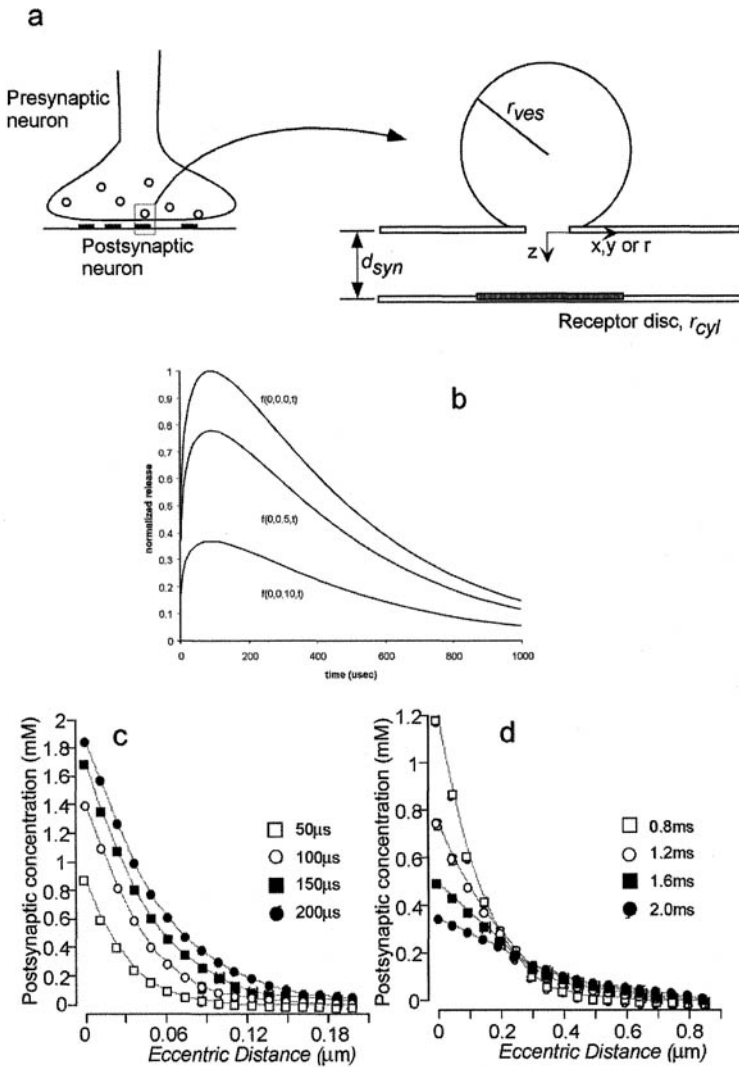 a
Presynaptic
neuron
Postsynaptic
neuron
r_ves
d_syn
z
x,y or r
Receptor disc, r_cyl
b
normalized release
1
0.9
0.8
0.7
0.6
0.5
0.4
0.3
0.2
0.1
0
f(0,0,0,t)
f(0,0,5,t)
f(0,0,10,t)
0 200 400 600 800 1000
time (usec)
c
Postsynaptic concentration (mM)
2
1.8
1.6
1.4
1.2
1
0.8
0.6
0.4
0.2
0
50µs
100µs
150µs
200µs
0 0.06 0.12 0.18
Eccentric Distance (µm)
d
Postsynaptic concentration (mM)
1.2
1
0.8
0.6
0.4
0.2
0
0.8ms
1.2ms
1.6ms
2.0ms
0 0.2 0.4 0.6 0.8
Eccentric Distance (µm)